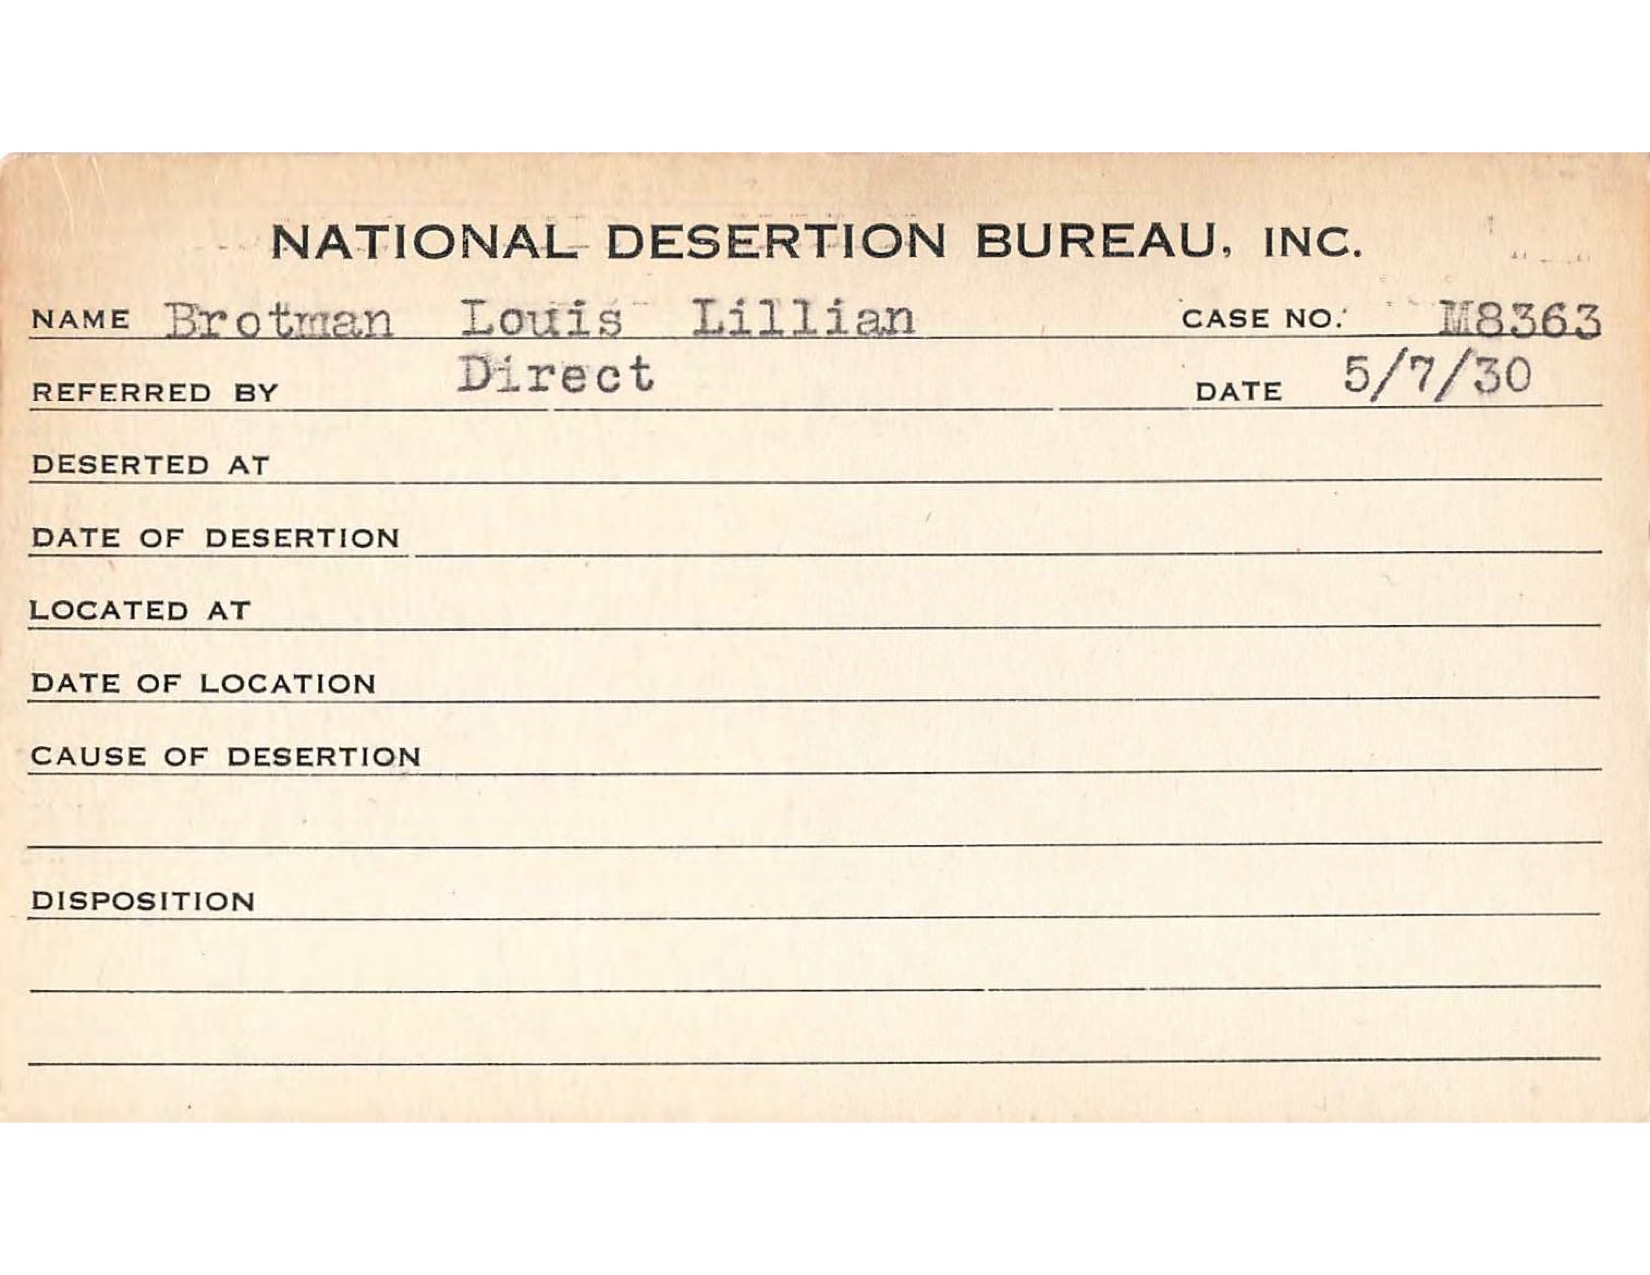 NATIONAL DESERTION BUREAU, INC.
NAME Brotman Louis Lillian CASE NO. M8363
REFERRED BY Direct DATE 5/7/30
DESERTED AT
DATE OF DESERTION
LOCATED AT
DATE OF LOCATION
CAUSE OF DESERTION
DISPOSITION